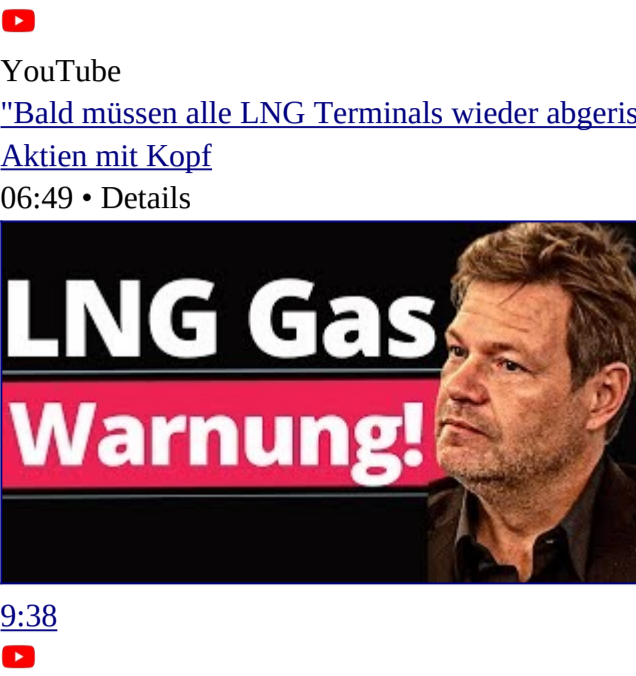 YouTube
"Bald müssen alle LNG Terminals wieder abgeris
Aktien mit Kopf
06:49 • Details
LNG Gas
Warnung!
9:38